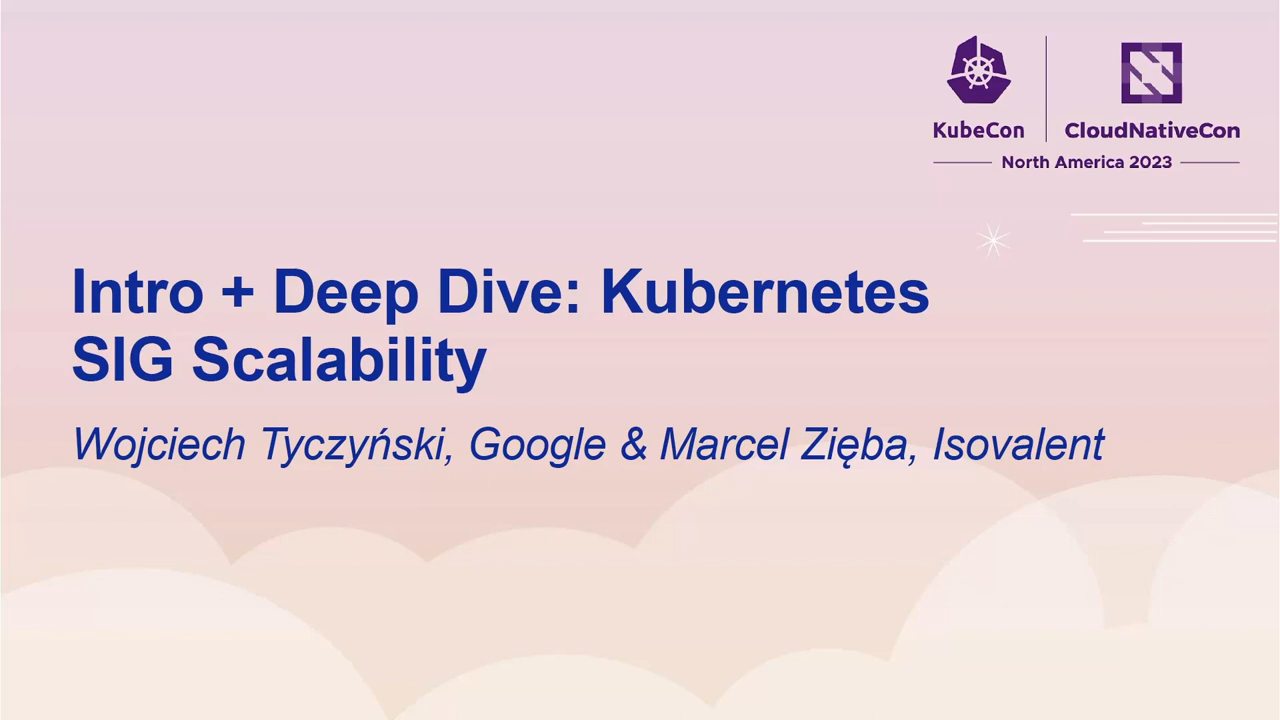 KubeCon
CloudNativeCon
North America 2023
Intro + Deep Dive: Kubernetes
SIG Scalability
Wojciech Tyczyński, Google & Marcel Zięba, Isovalent